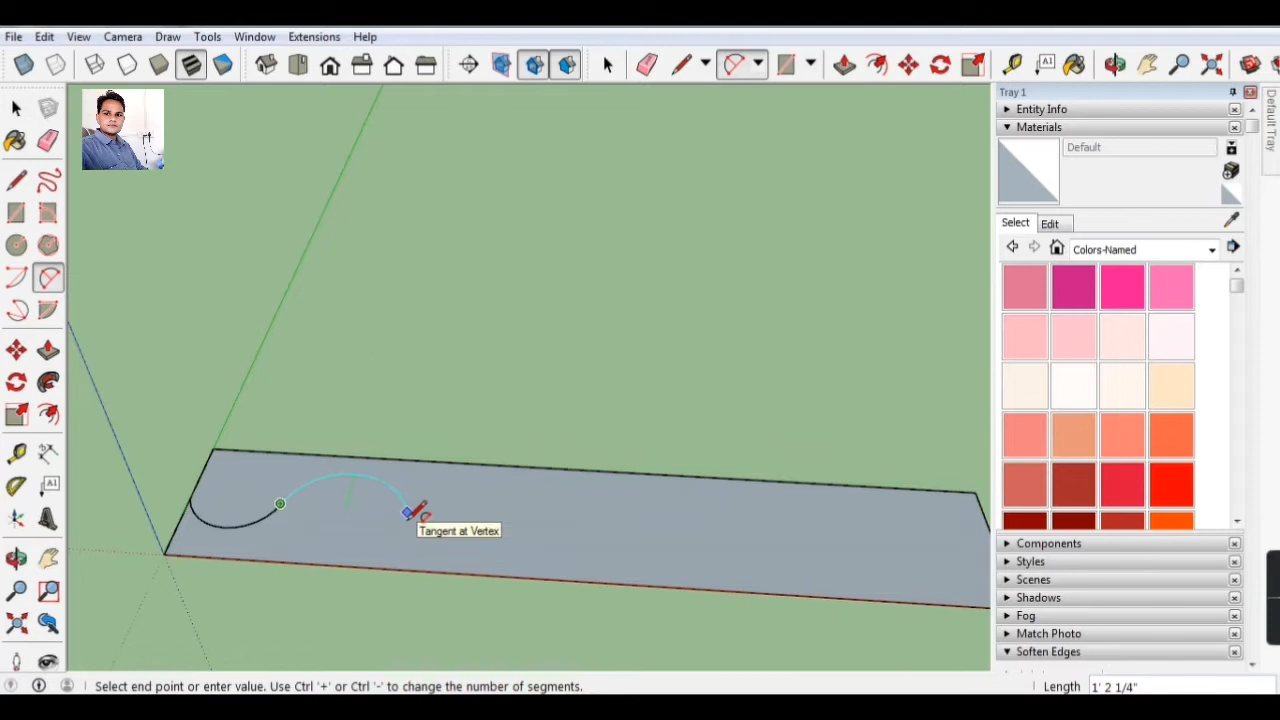 File Edit View Camera Draw Tools Window Extensions Help
Tray 1
Entity Info
Materials
Default
Select Edit
Colors-Named
Default Tray
Tangent at Vertex
Components
Styles
Scenes
Shadows
Fog
Match Photo
Soften Edges
Select end point or enter value. Use Ctrl '+' or Ctrl '-' to change the number of segments.
Length 1' 2 1/4"